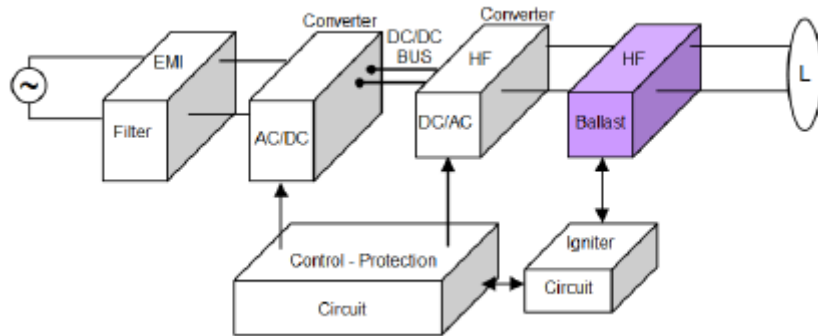 Converter
DC/DC
BUS
Converter
EMI
HF
HF
~
L
Filter
AC/DC
DC/AC
Ballast
Control - Protection
Circuit
Igniter
Circuit